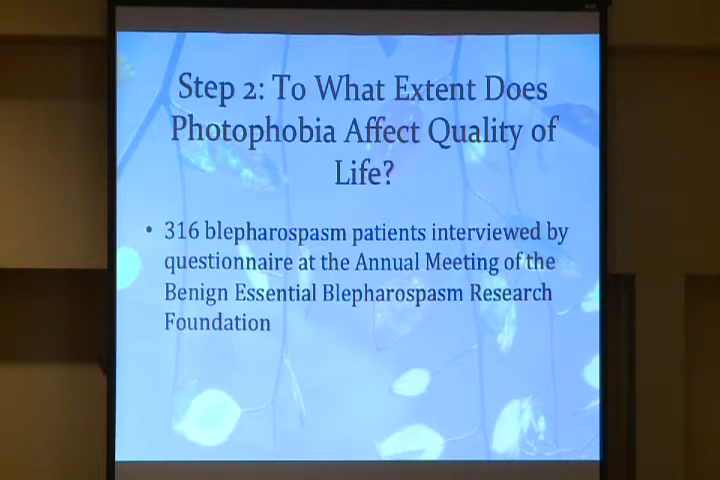 Step 2: To What Extent Does
Photophobia Affect Quality of
Life?
• 316 blepharospasm patients interviewed by
questionnaire at the Annual Meeting of the
Benign Essential Blepharospasm Research
Foundation